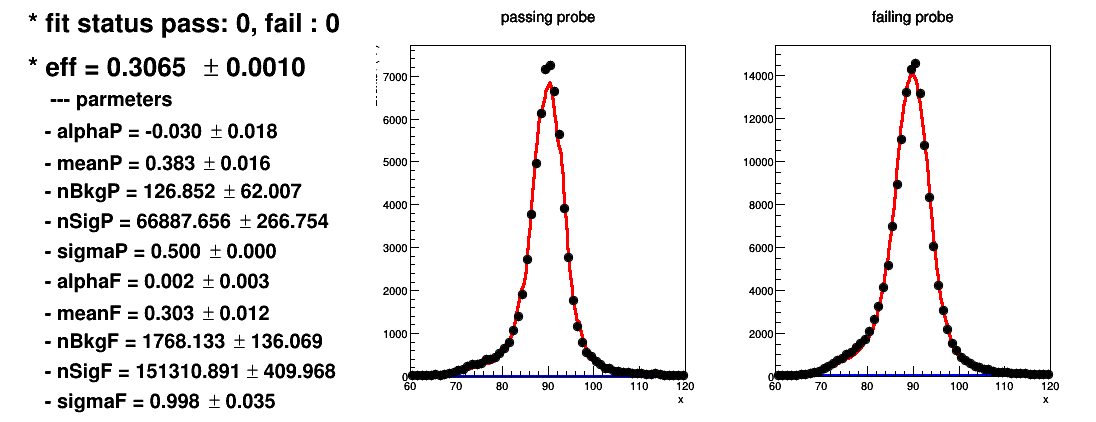 * fit status pass: 0, fail : 0
* eff = 0.3065 ± 0.0010
--- parmeters
- alphaP = -0.030 ± 0.018
- meanP = 0.383 ± 0.016
- nBkgP = 126.852 ± 62.007
- nSigP = 66887.656 ± 266.754
- sigmaP = 0.500 ± 0.000
- alphaF = 0.002 ± 0.003
- meanF = 0.303 ± 0.012
- nBkgF = 1768.133 ± 136.069
- nSigF = 151310.891 ± 409.968
- sigmaF = 0.998 ± 0.035
passing probe
7000
6000
5000
4000
3000
2000
1000
0
60 70 80 90 100 110 120
x
failing probe
14000
12000
10000
8000
6000
4000
2000
0
60 70 80 90 100 110 120
x